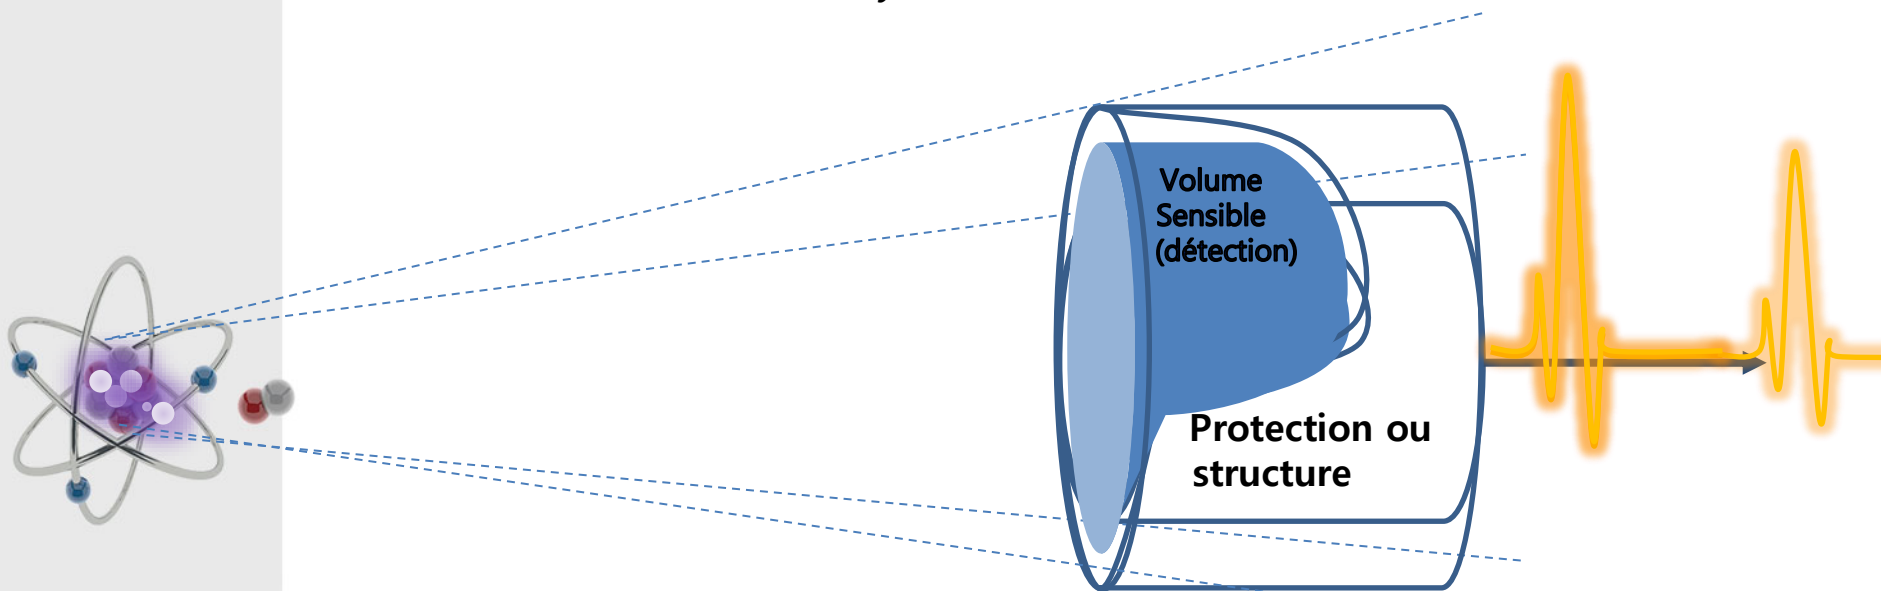 Volume
Sensible
(détection)
Protection ou
structure